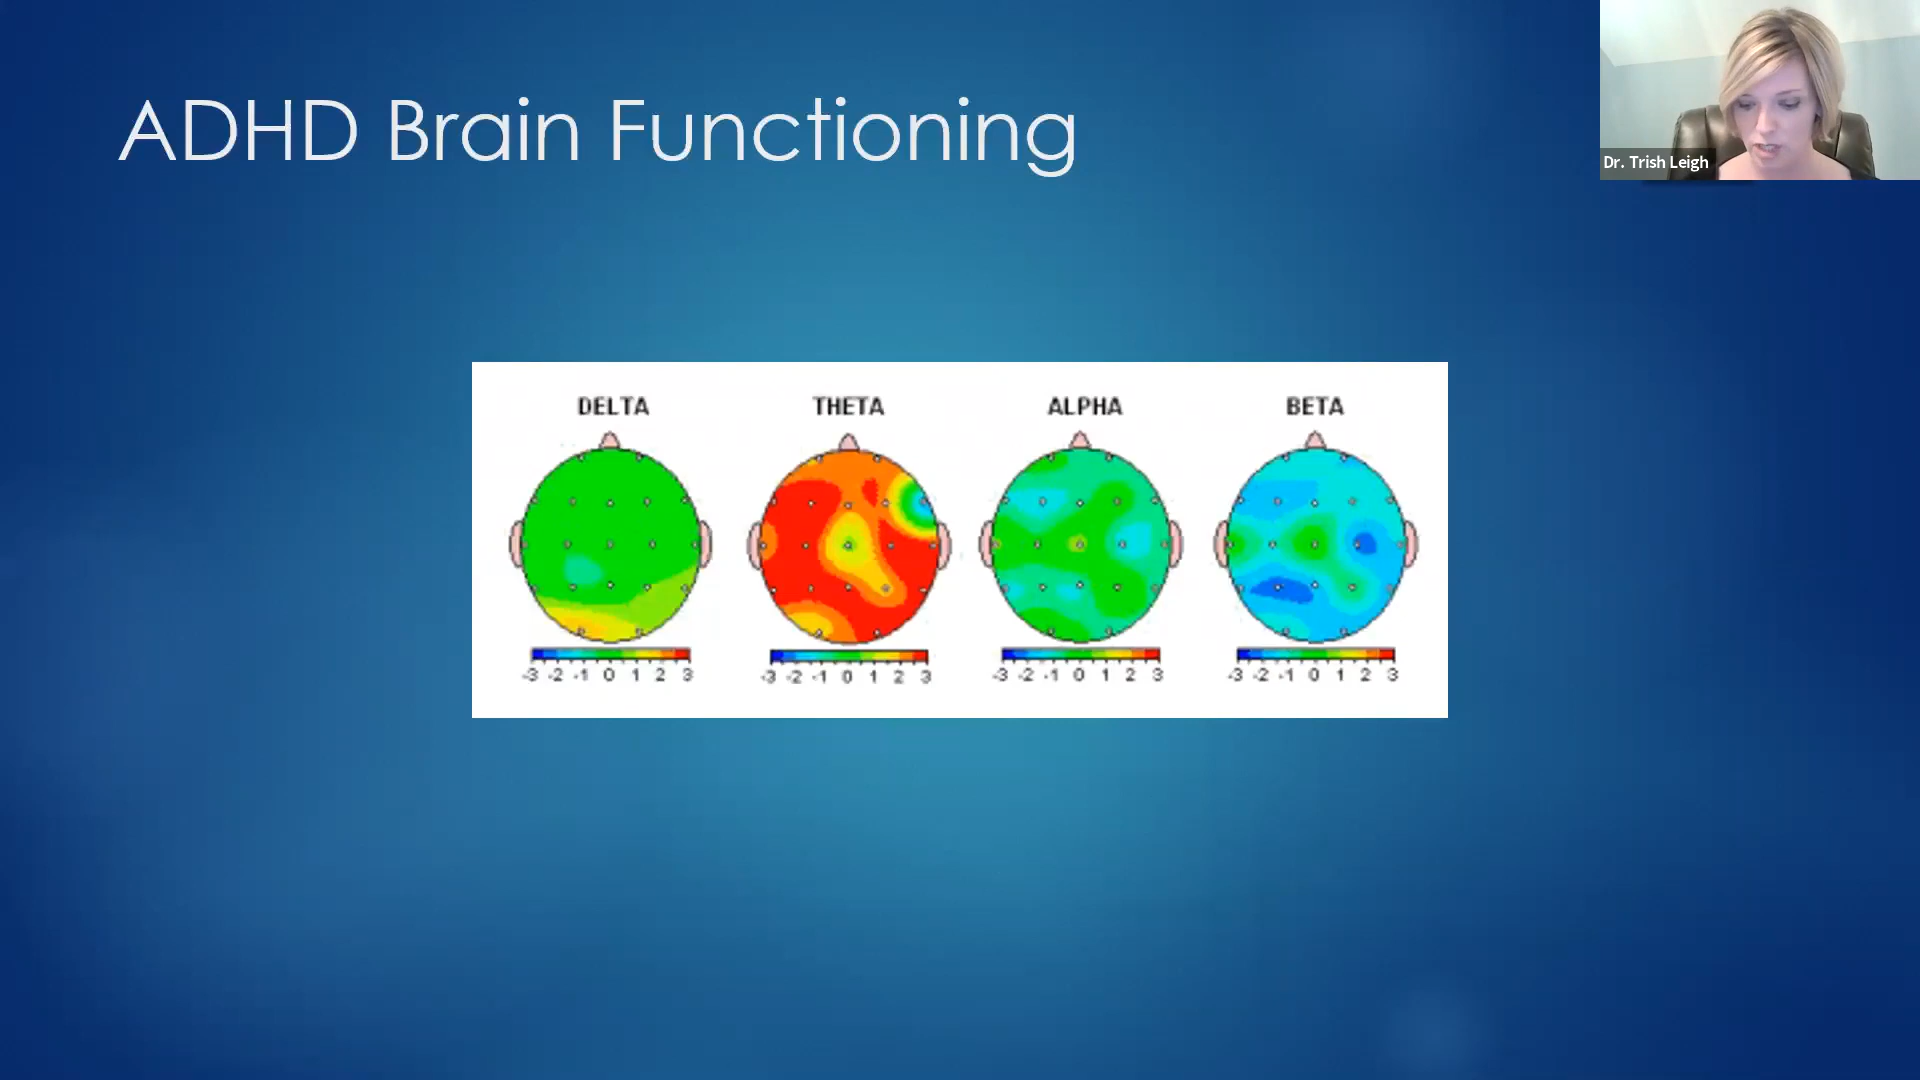 ADHD Brain Functioning
Dr. Trish Leigh
DELTA THETA ALPHA BETA
-3 -2 -1 0 1 2 3 -3 -2 -1 0 1 2 3 -3 -2 -1 0 1 2 3 -3 -2 -1 0 1 2 3